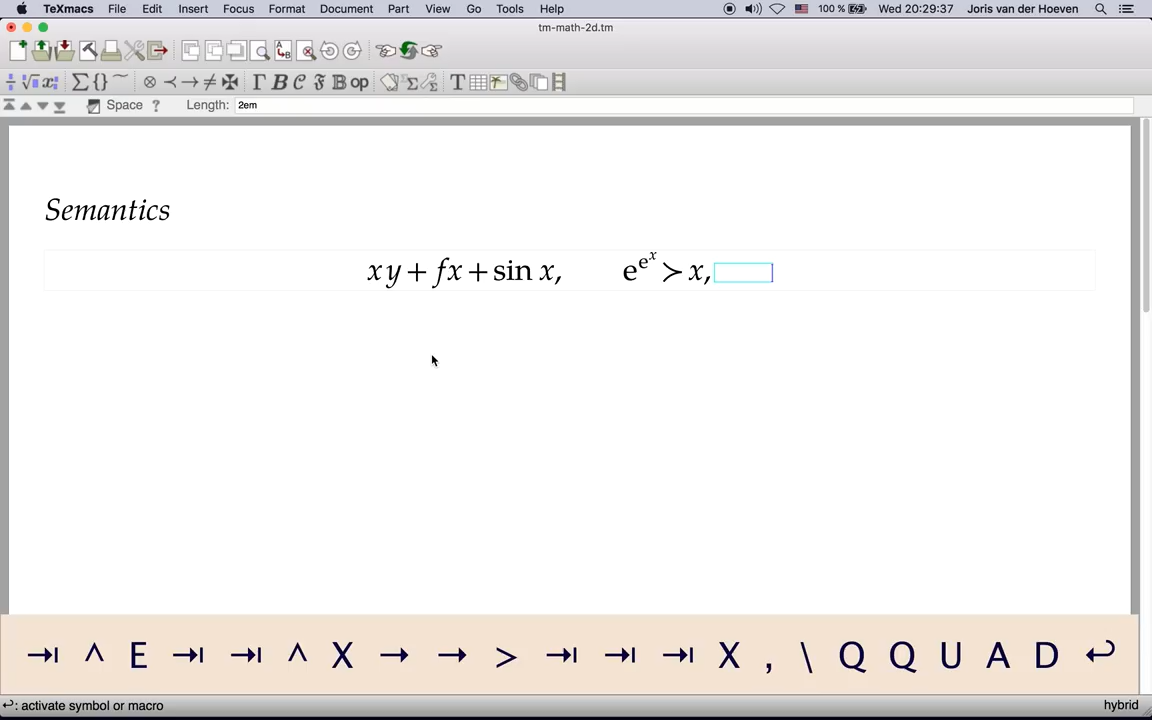 TeXmacs File Edit Insert Focus Format Document Part View Go Tools Help 100 % Wed 20:29:37 Joris van der Hoeven
tm-math-2d.tm
Space ? Length: 2em
Semantics
xy + fx + sin x, e^{e^x} ≻ x,
⇥ ^ E ⇥ ⇥ ^ X → → > ⇥ ⇥ ⇥ X , \ Q Q U A D ↩
↩: activate symbol or macro hybrid